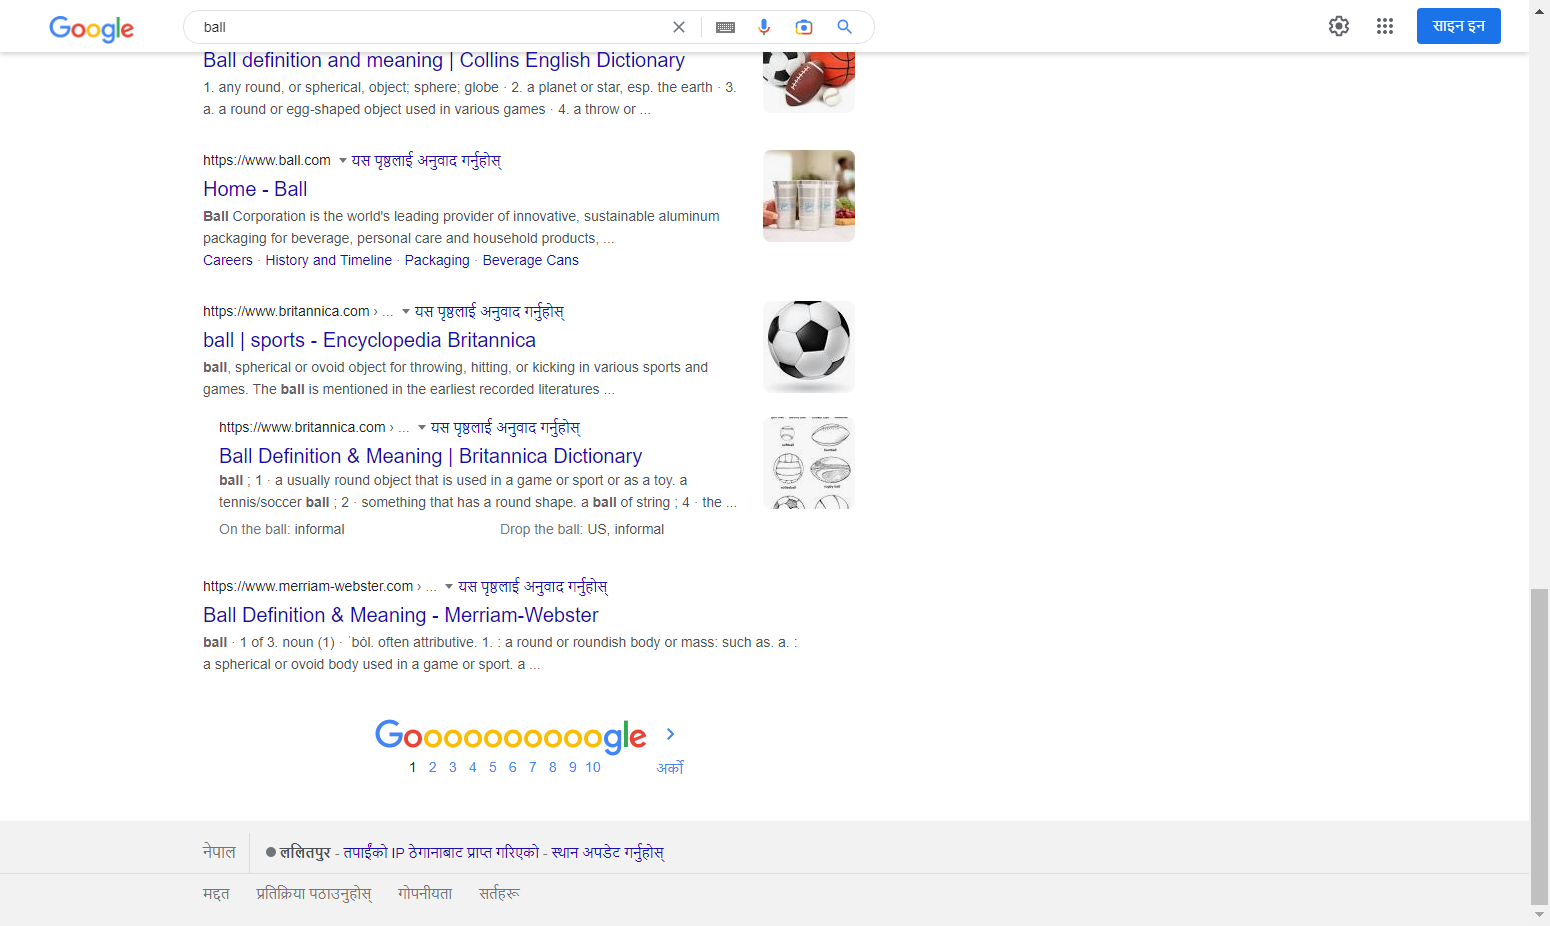 Google
ball
साइन इन
Ball definition and meaning | Collins English Dictionary
1. any round, or spherical, object; sphere; globe · 2. a planet or star, esp. the earth · 3.
a. a round or egg-shaped object used in various games · 4. a throw or ...
https://www.ball.com यस पृष्ठलाई अनुवाद गर्नुहोस्
Home - Ball
Ball Corporation is the world's leading provider of innovative, sustainable aluminum
packaging for beverage, personal care and household products, ...
Careers · History and Timeline · Packaging · Beverage Cans
https://www.britannica.com › ... यस पृष्ठलाई अनुवाद गर्नुहोस्
ball | sports - Encyclopedia Britannica
ball, spherical or ovoid object for throwing, hitting, or kicking in various sports and
games. The ball is mentioned in the earliest recorded literatures ...
https://www.britannica.com › ... यस पृष्ठलाई अनुवाद गर्नुहोस्
Ball Definition & Meaning | Britannica Dictionary
ball ; 1 · a usually round object that is used in a game or sport or as a toy. a
tennis/soccer ball ; 2 · something that has a round shape. a ball of string ; 4 · the ...
On the ball: informal Drop the ball: US, informal
https://www.merriam-webster.com › ... यस पृष्ठलाई अनुवाद गर्नुहोस्
Ball Definition & Meaning - Merriam-Webster
ball · 1 of 3. noun (1) · ˈbȯl. often attributive. 1. : a round or roundish body or mass: such as. a. :
a spherical or ovoid body used in a game or sport. a ...
Goooooooooogle
1 2 3 4 5 6 7 8 9 10 अर्को
नेपाल ललितपुर - तपाईंको IP ठेगानाबाट प्राप्त गरिएको - स्थान अपडेट गर्नुहोस्
मद्दत प्रतिक्रिया पठाउनुहोस् गोपनीयता सर्तहरू